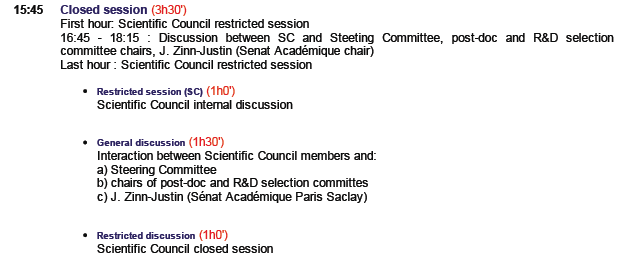 15:45 Closed session (3h30')
First hour: Scientific Council restricted session
16:45 - 18:15 : Discussion between SC and Steeting Committee, post-doc and R&D selection
committee chairs, J. Zinn-Justin (Senat Académique chair)
Last hour : Scientific Council restricted session
• Restricted session (SC) (1h0')
Scientific Council internal discussion
• General discussion (1h30')
Interaction between Scientific Council members and:
a) Steering Committee
b) chairs of post-doc and R&D selection committes
c) J. Zinn-Justin (Sénat Académique Paris Saclay)
• Restricted discussion (1h0')
Scientific Council closed session